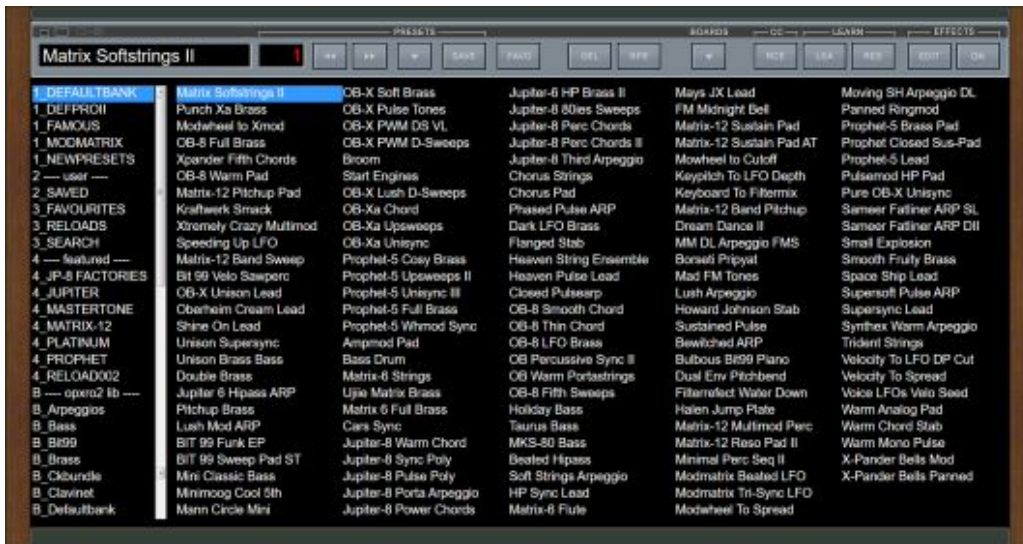 PRESETS
BOARDS
CC
LEARN
EFFECTS
Matrix Softstrings II
1
SAVE
DEL
EDIT
ON
1_DEFAULTBANK
1_DEFPROII
1_FAMOUS
1_MODMATRIX
1_NEWPRESETS
2 ---- user ----
2_SAVED
3_FAVOURITES
3_RELOADS
3_SEARCH
4 ---- featured ----
4_JP-8 FACTORIES
4_JUPITER
4_MASTERTONE
4_MATRIX-12
4_PLATINUM
4_PROPHET
4_RELOAD002
B ---- opxro2 lib ----
B_Arpeggios
B_Bass
B_Bit99
B_Brass
B_Ckbundle
B_Clavinet
B_Defaultbank
Matrix Softstrings II
Punch Xa Brass
Modwheel to Xmod
OB-8 Full Brass
Xpander Fifth Chords
OB-8 Warm Pad
Matrix-12 Pitchup Pad
Kraftwerk Smack
Xtremely Crazy Multimod
Speeding Up LFO
Matrix-12 Band Sweep
Bit 99 Velo Sawperc
OB-X Unison Lead
Oberheim Cream Lead
Shine On Lead
Unison Supersync
Unison Brass Bass
Double Brass
Jupiter 6 Hipass ARP
Pitchup Brass
Lush Mod ARP
BIT 99 Funk EP
BIT 99 Sweep Pad ST
Mini Classic Bass
Minimoog Cool 5th
Mann Circle Mini
OB-X Soft Brass
OB-X Pulse Tones
OB-X PWM DS VL
OB-X PWM D-Sweeps
Broom
Start Engines
OB-X Lush D-Sweeps
OB-Xa Chord
OB-Xa Upsweeps
OB-Xa Unisync
Prophet-5 Cosy Brass
Prophet-5 Upsweeps II
Prophet-5 Unisync III
Prophet-5 Full Brass
Prophet-5 Whmod Sync
Ampmod Pad
Bass Drum
Matrix-6 Strings
Ujiie Matrix Brass
Matrix 6 Full Brass
Cars Sync
Jupiter-8 Warm Chord
Jupiter-8 Sync Poly
Jupiter-8 Pulse Poly
Jupiter-8 Porta Arpeggio
Jupiter-8 Power Chords
Jupiter-6 HP Brass II
Jupiter-8 80ies Sweeps
Jupiter-8 Perc Chords
Jupiter-8 Perc Chords II
Jupiter-8 Third Arpeggio
Chorus Strings
Chorus Pad
Phased Pulse ARP
Dark LFO Brass
Flanged Stab
Heaven String Ensemble
Heaven Pulse Lead
Closed Pulsearp
OB-8 Smooth Chord
OB-8 Thin Chord
OB-8 LFO Brass
OB Percussive Sync II
OB Warm Portastrings
OB-8 Fifth Sweeps
Holiday Bass
Taurus Bass
MKS-80 Bass
Beated Hipass
Soft Strings Arpeggio
HP Sync Lead
Matrix-6 Flute
Mays JX Lead
FM Midnight Bell
Matrix-12 Sustain Pad
Matrix-12 Sustain Pad AT
Mowheel to Cutoff
Keypitch To LFO Depth
Keyboard To Filtermix
Matrix-12 Band Pitchup
Dream Dance II
MM DL Arpeggio FMS
Borseti Pripyat
Mad FM Tones
Lush Arpeggio
Howard Johnson Stab
Sustained Pulse
Bewitched ARP
Bulbous Bit99 Piano
Dual Env Pitchbend
Filterrefect Water Down
Halen Jump Plate
Matrix-12 Multimod Perc
Matrix-12 Reso Pad II
Minimal Perc Seq II
Modmatrix Beated LFO
Modmatrix Tri-Sync LFO
Modwheel To Spread
Moving SH Arpeggio DL
Panned Ringmod
Prophet-5 Brass Pad
Prophet Closed Sus-Pad
Prophet-5 Lead
Pulsemod HP Pad
Pure OB-X Unisync
Sameer Fatliner ARP SL
Sameer Fatliner ARP DII
Small Explosion
Smooth Fruity Brass
Space Ship Lead
Supersoft Pulse ARP
Supersync Lead
Synthex Warm Arpeggio
Trident Strings
Velocity To LFO DP Cut
Velocity To Spread
Voice LFOs Velo Seed
Warm Analog Pad
Warm Chord Stab
Warm Mono Pulse
X-Pander Bells Mod
X-Pander Bells Panned